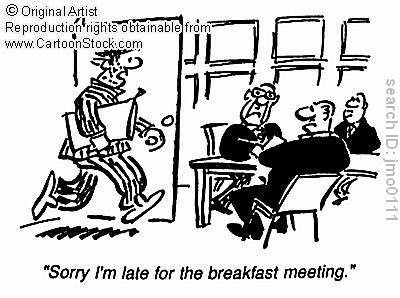 © Original Artist
Reproduction rights obtainable from
www.CartoonStock.com
search ID: jmo0111
"Sorry I'm late for the breakfast meeting."